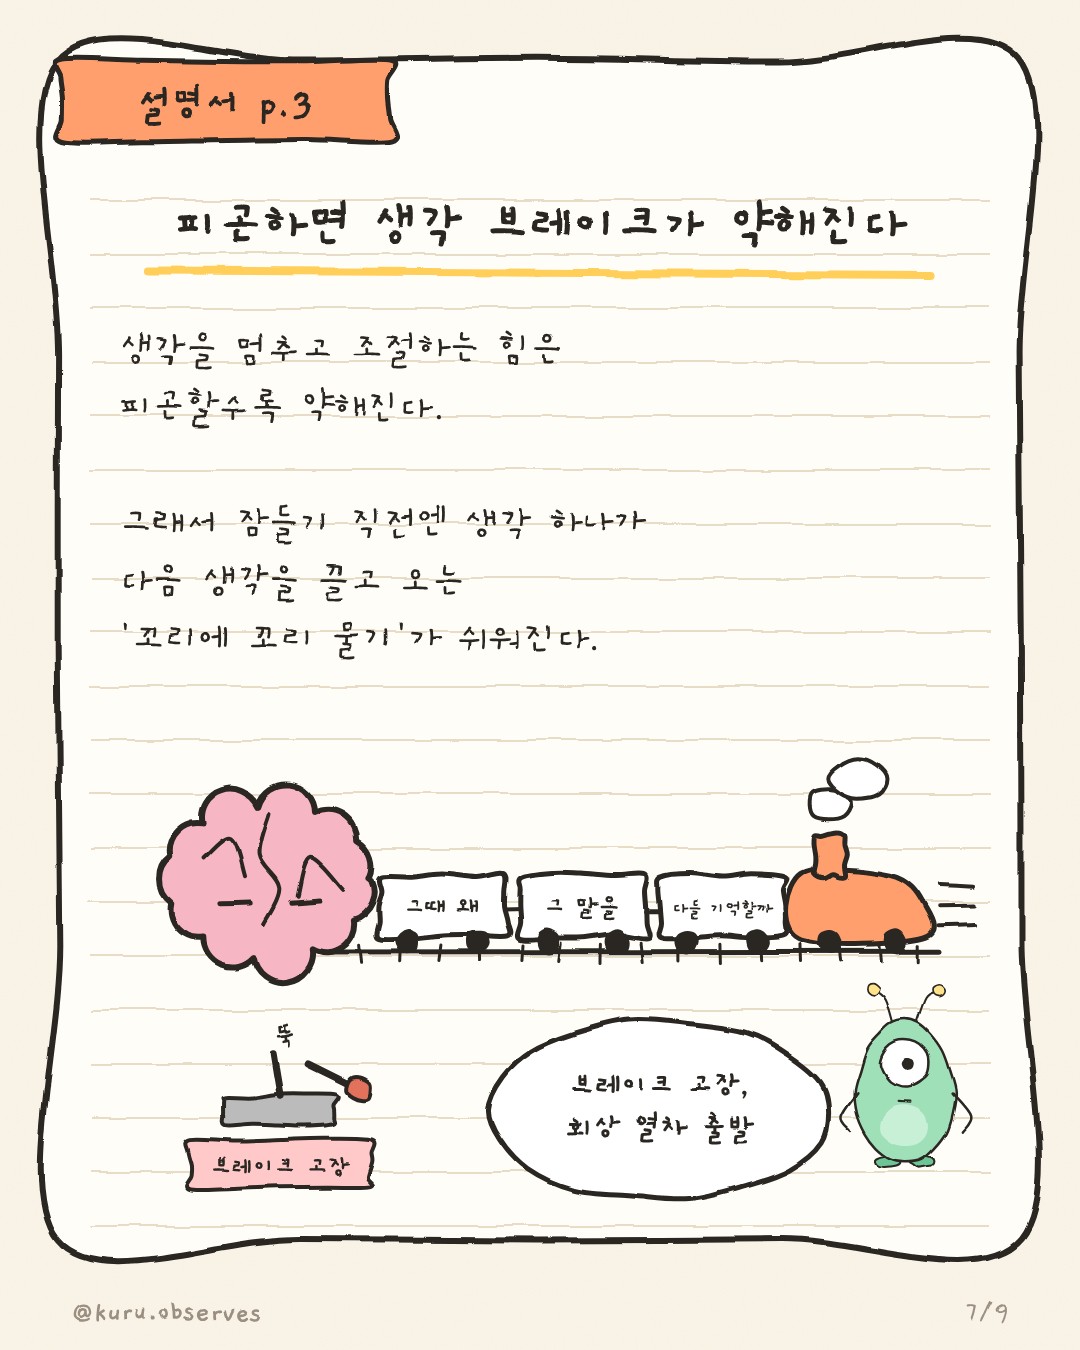 설명서 p.3
피곤하면 생각 브레이크가 약해진다
생각을 멈추고 조절하는 힘은
피곤할수록 약해진다.
그래서 잠들기 직전엔 생각 하나가
다음 생각을 끌고 오는
'꼬리에 꼬리 물기'가 쉬워진다.
그때 왜
그 말을
다들 기억할까
뚝
브레이크 고장
브레이크 고장,
회상 열차 출발
@kuru.observes
7/9